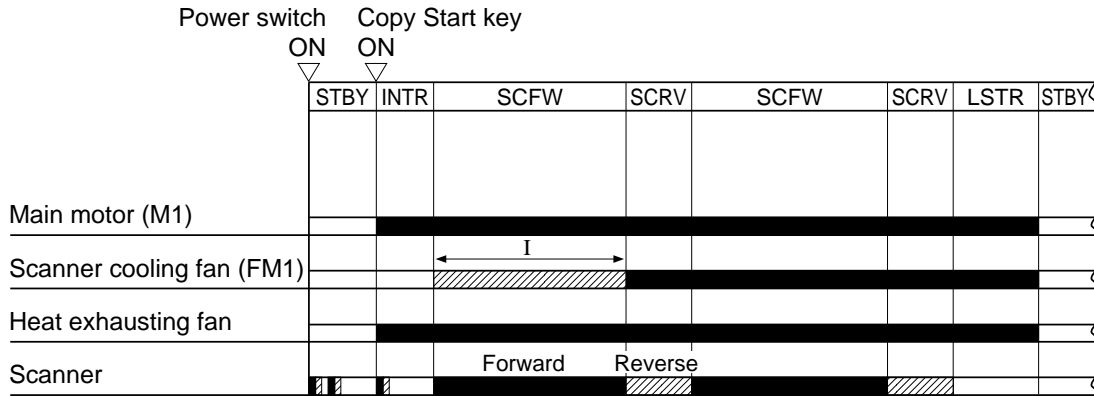 Power switch Copy Start key
ON ON
STBY INTR SCFW SCRV SCFW SCRV LSTR STBY
Main motor (M1)
I
Scanner cooling fan (FM1)
Heat exhausting fan
Forward Reverse
Scanner